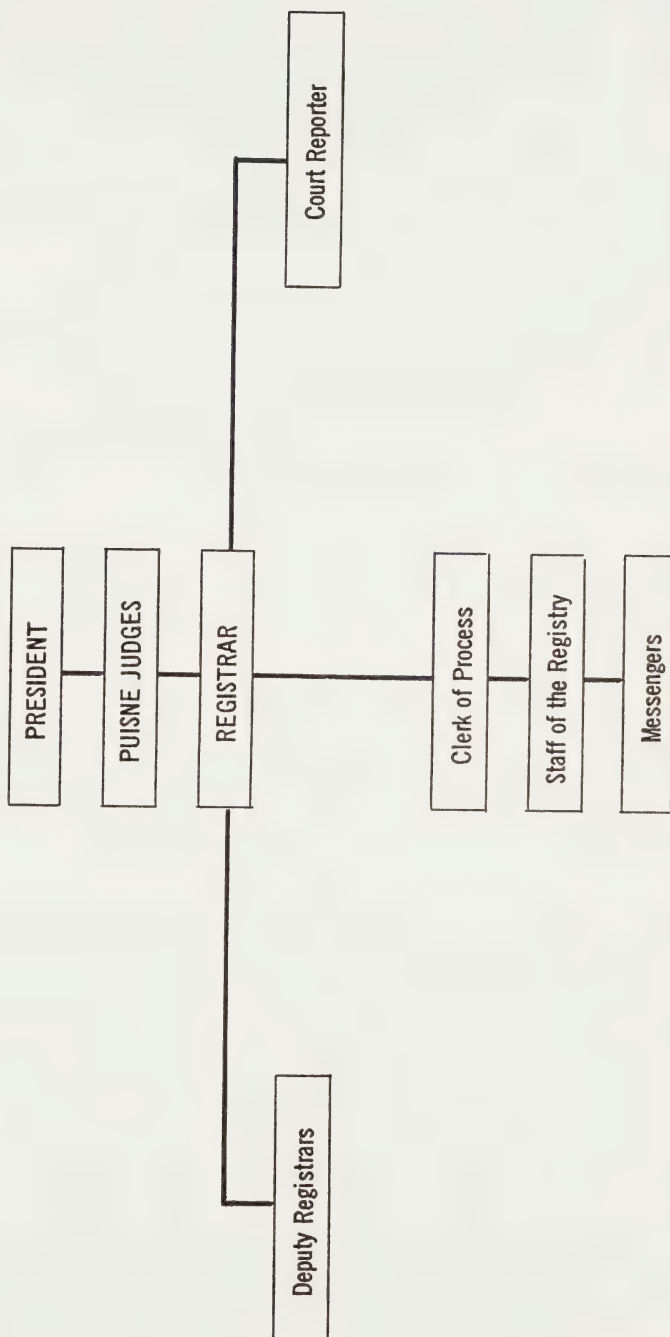 PRESIDENT
PUISNE JUDGES
REGISTRAR
Deputy Registrars
Court Reporter
Clerk of Process
Staff of the Registry
Messengers